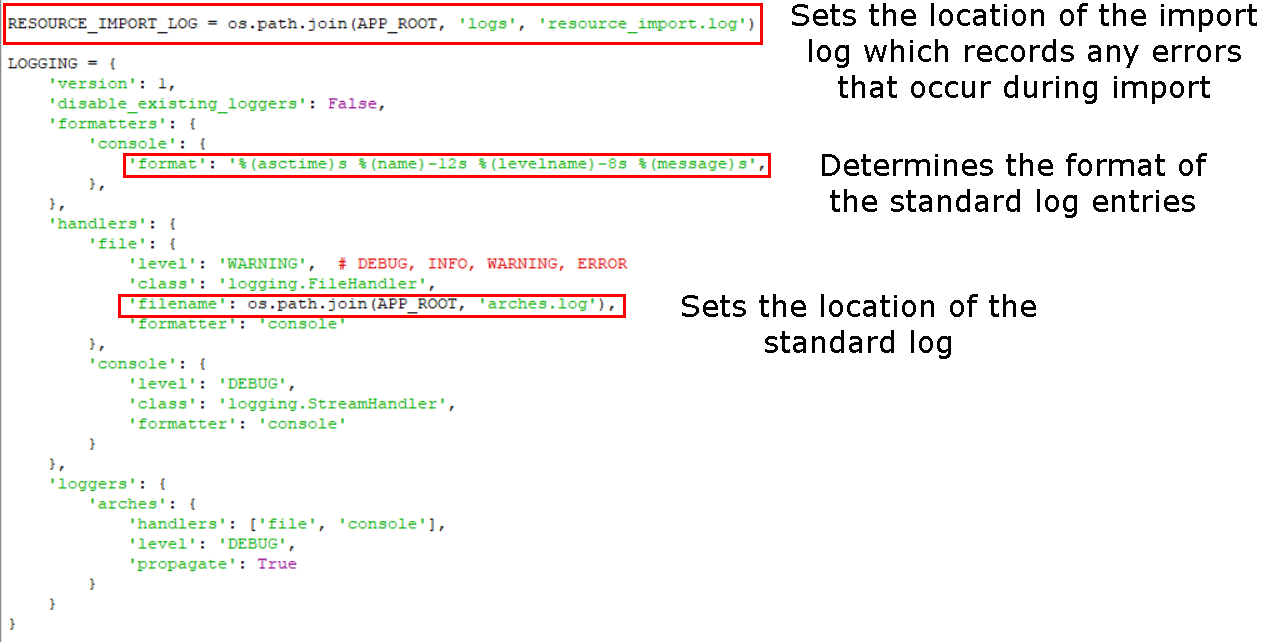 RESOURCE_IMPORT_LOG = os.path.join(APP_ROOT, 'logs', 'resource_import.log')
Sets the location of the import
log which records any errors
that occur during import
LOGGING = {
    'version': 1,
    'disable_existing_loggers': False,
    'formatters': {
        'console': {
            'format': '%(asctime)s %(name)-12s %(levelname)-8s %(message)s',
Determines the format of
the standard log entries
        },
    },
    'handlers': {
        'file': {
            'level': 'WARNING',  # DEBUG, INFO, WARNING, ERROR
            'class': 'logging.FileHandler',
            'filename': os.path.join(APP_ROOT, 'arches.log'),
Sets the location of the
standard log
            'formatter': 'console'
        },
        'console': {
            'level': 'DEBUG',
            'class': 'logging.StreamHandler',
            'formatter': 'console'
        }
    },
    'loggers': {
        'arches': {
            'handlers': ['file', 'console'],
            'level': 'DEBUG',
            'propagate': True
        }
    }
}